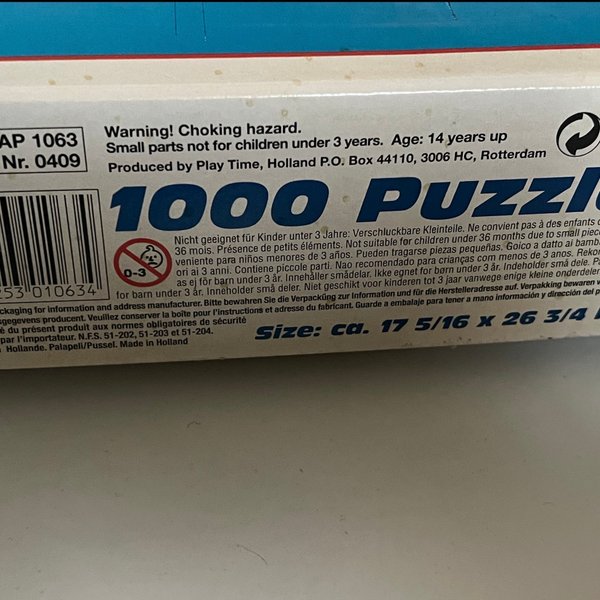 AP 1063
Nr. 0409
Warning! Choking hazard.
Small parts not for children under 3 years. Age: 14 years up
Produced by Play Time, Holland P.O. Box 44110, 3006 HC, Rotterdam
1000 Puzzle
0-3
253 010634
Nicht geeignet für Kinder unter 3 Jahre: Verschluckbare Kleinteile. Ne convient pas à des enfants
36 mois. Présence de petits éléments. Not suitable for children under 36 months due to small piec
veniente para niños menores de 3 años. Pueden tragarse piezas pequeñas. Gioco a datto ai bambi
ori ai 3 anni. Contiene piccole parti. Nao recomendado para crianças com menos de 3 anos. Reko
as ej för barn under 3 år. Innehåller smådelar. Ikke egnet for børn under 3 år. Indeholder små dele. P
for barn under 3 år. Inneholder små deler. Niet geschikt voor kinderen tot 3 jaar vanwege enige kleine onderdele
ckaging for information and address manufacturer. Bitte bewahren Sie die Verpackung zur Information und für die Herstelleradresse auf. Verpakking bewaren v
sgegevens producent. Veuillez conserver la boîte pour l'instructions et adresse du fabricant. Guarde a embalaje para tener a mano información y dirección del p
é du présent produit aux normes obligatoires de sécurité
par l'importateur. N.F.S. 51-202, 51-203 et 51-204.
Hollande. Palapeli/Pussel. Made in Holland
Size: ca. 17 5/16 x 26 3/4